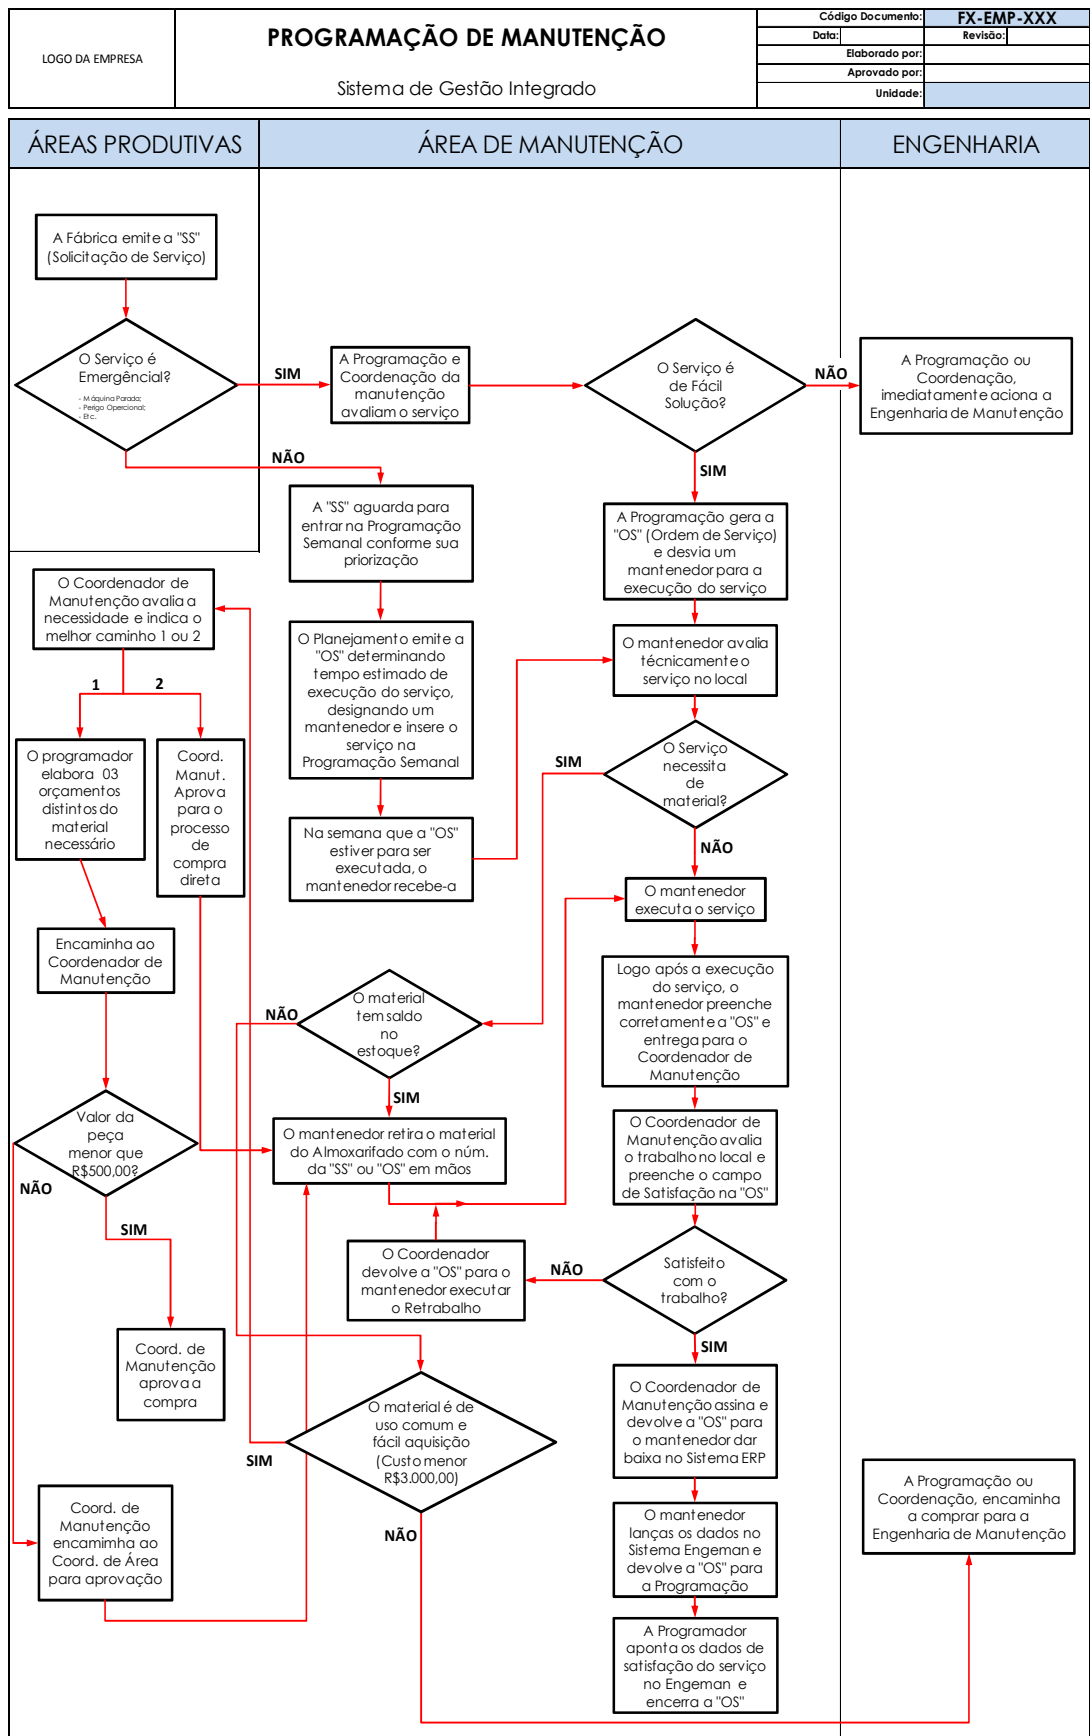 LOGO DA EMPRESA
PROGRAMAÇÃO DE MANUTENÇÃO
Sistema de Gestão Integrado
Código Documento: FX-EMP-XXX
Data: Revisão:
Elaborado por:
Aprovado por:
Unidade:
ÁREAS PRODUTIVAS
ÁREA DE MANUTENÇÃO
ENGENHARIA
A Fábrica emite a "SS"
(Solicitação de Serviço)
O Serviço é
Emergêncial?
- Máquina Parada;
- Perigo Opercional;
- Etc.
SIM
A Programação e
Coordenação da
manutenção
avaliam o serviço
O Serviço é
de Fácil
Solução?
NÃO
A Programação ou
Coordenação,
imediatamente aciona a
Engenharia de Manutenção
NÃO
SIM
A "SS" aguarda para
entrar na Programação
Semanal conforme sua
priorização
A Programação gera a
"OS" (Ordem de Serviço)
e desvia um
mantenedor para a
execução do serviço
O Coordenador de
Manutenção avalia a
necessidade e indica o
melhor caminho 1 ou 2
O Planejamento emite a
"OS" determinando
tempo estimado de
execução do serviço,
designando um
mantenedor e insere o
serviço na
Programação Semanal
O mantenedor avalia
técnicamente o
serviço no local
1
2
O programador
elabora 03
orçamentos
distintos do
material
necessário
Coord.
Manut.
Aprova
para o
processo
de
compra
direta
O Serviço
necessita
de
material?
SIM
NÃO
Na semana que a "OS"
estiver para ser
executada, o
mantenedor recebe-a
O mantenedor
executa o serviço
Encaminha ao
Coordenador de
Manutenção
Logo após a execução
do serviço, o
mantenedor preenche
corretamente a "OS" e
entrega para o
Coordenador de
Manutenção
O material
tem saldo
no
estoque?
NÃO
SIM
Valor da
peça
menor que
R$500,00?
NÃO
SIM
O mantenedor retira o material
do Almoxarifado com o núm.
da "SS" ou "OS" em mãos
O Coordenador de
Manutenção avalia
o trabalho no local e
preenche o campo
de Satisfação na "OS"
O Coordenador
devolve a "OS" para o
mantenedor executar
o Retrabalho
NÃO
Satisfeito
com o
trabalho?
SIM
Coord. de
Manutenção
aprova a
compra
O material é de
uso comum e
fácil aquisição
(Custo menor
R$3.000,00)
SIM
NÃO
O Coordenador de
Manutenção assina e
devolve a "OS" para
o mantenedor dar
baixa no Sistema ERP
A Programação ou
Coordenação, encaminha
a comprar para a
Engenharia de Manutenção
Coord. de
Manutenção
encamimha ao
Coord. de Área
para aprovação
O mantenedor
lanças os dados no
Sistema Engeman e
devolve a "OS" para
a Programação
A Programador
aponta os dados de
satisfação do serviço
no Engeman e
encerra a "OS"